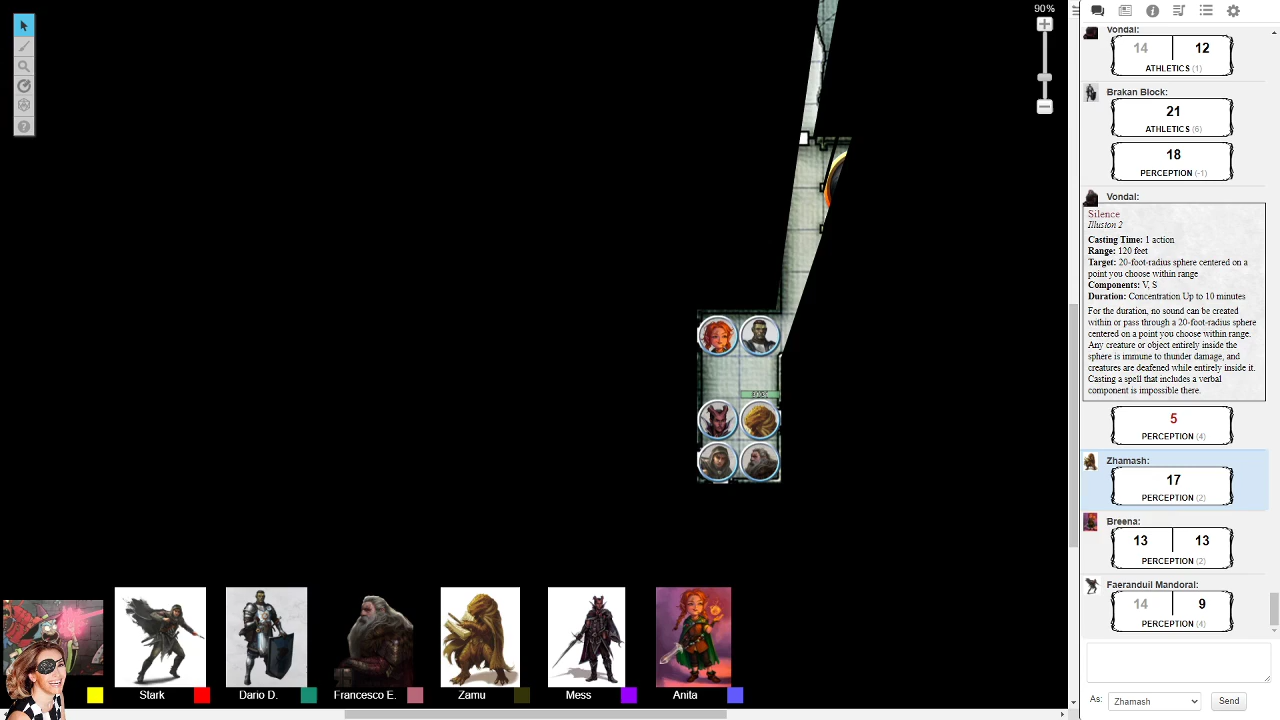 90%
Vondal:
14 12
ATHLETICS (1)
Brakan Block:
21
ATHLETICS (6)
18
PERCEPTION (-1)
Vondal:
Silence
Illusion 2
Casting Time: 1 action
Range: 120 feet
Target: 20-foot-radius sphere centered on a
point you choose within range
Components: V, S
Duration: Concentration Up to 10 minutes
For the duration, no sound can be created
within or pass through a 20-foot-radius sphere
centered on a point you choose within range.
Any creature or object entirely inside the
sphere is immune to thunder damage, and
creatures are deafened while entirely inside it.
Casting a spell that includes a verbal
component is impossible there.
5
PERCEPTION (4)
Zhamash:
17
PERCEPTION (2)
Breena:
13 13
PERCEPTION (2)
Faeranduil Mandoral:
14 9
PERCEPTION (4)
As: Zhamash Send
Stark
Dario D.
Francesco E.
Zamu
Mess
Anita